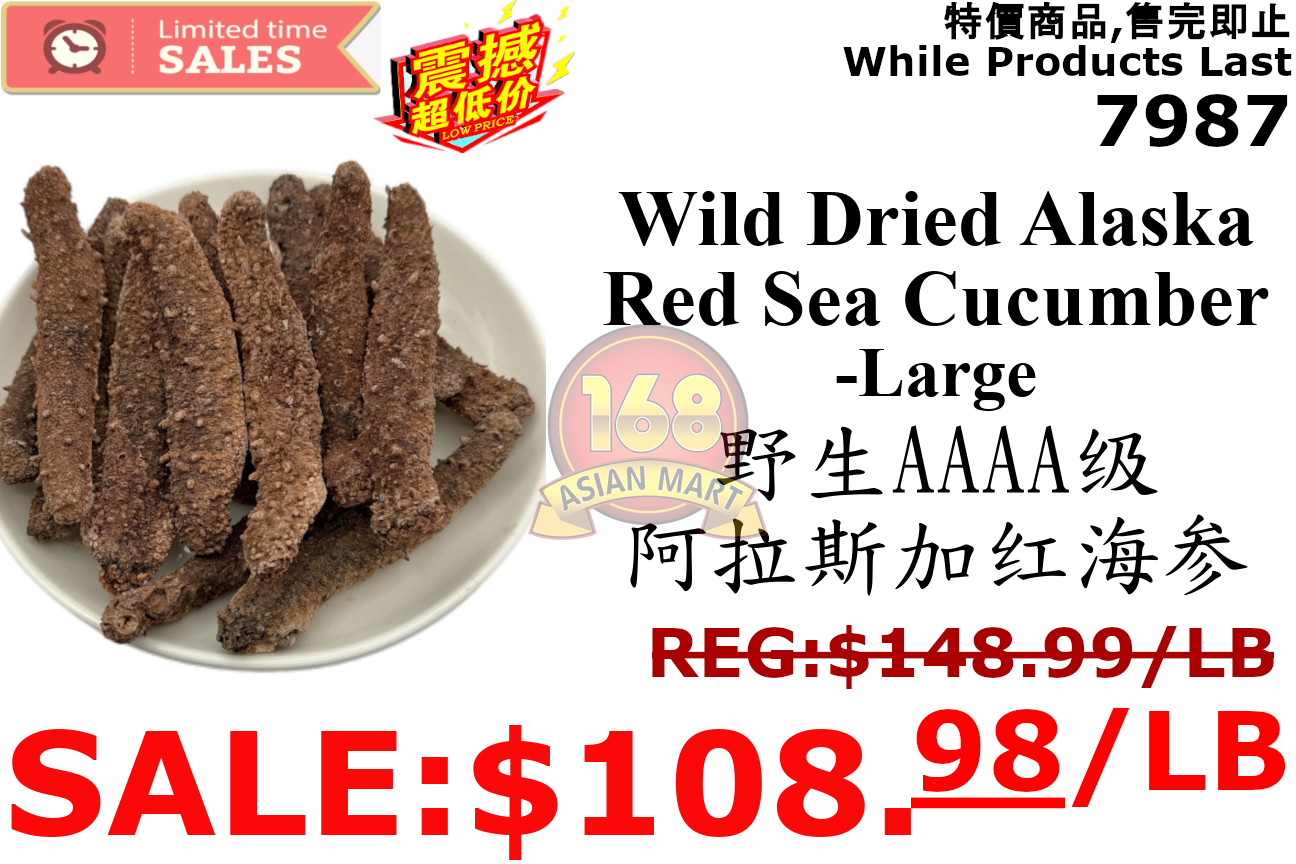 Limited time
SALES
震撼
超低价
LOW PRICE
特價商品,售完即止
While Products Last
7987
Wild Dried Alaska
Red Sea Cucumber
-Large
168
ASIAN MART
野生AAAA级
阿拉斯加红海参
REG:$148.99/LB
SALE:$108.98/LB